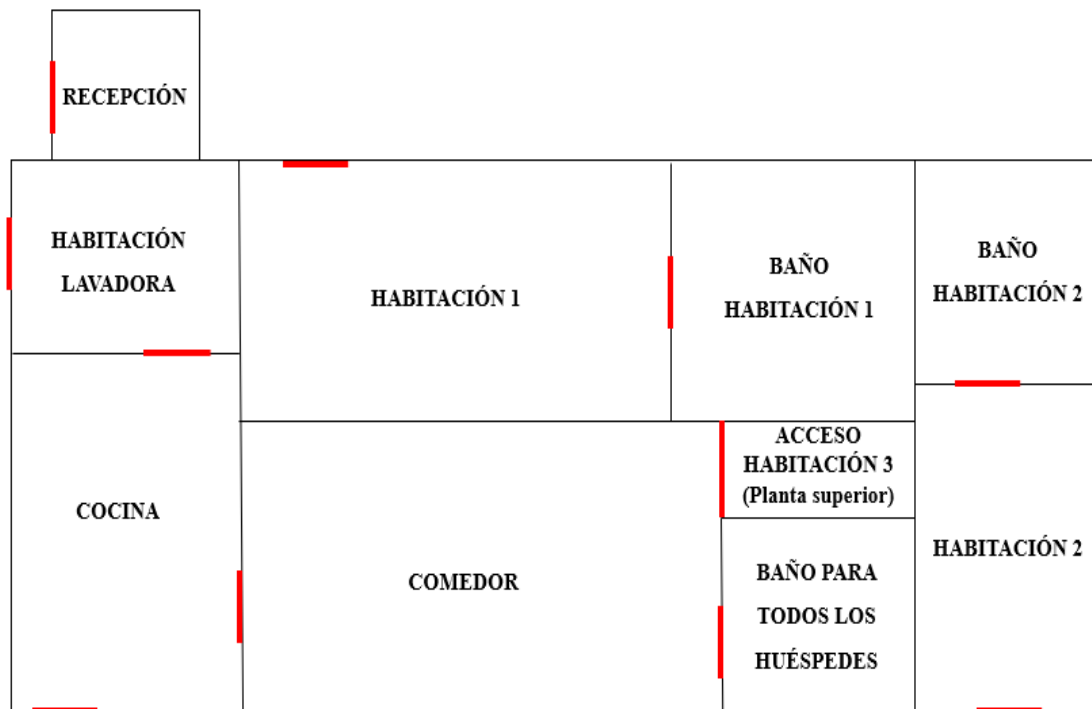 RECEPCIÓN
HABITACIÓN
LAVADORA
HABITACIÓN 1
BAÑO
HABITACIÓN 1
BAÑO
HABITACIÓN 2
COCINA
COMEDOR
ACCESO
HABITACIÓN 3
(Planta superior)
BAÑO PARA
TODOS LOS
HUÉSPEDES
HABITACIÓN 2